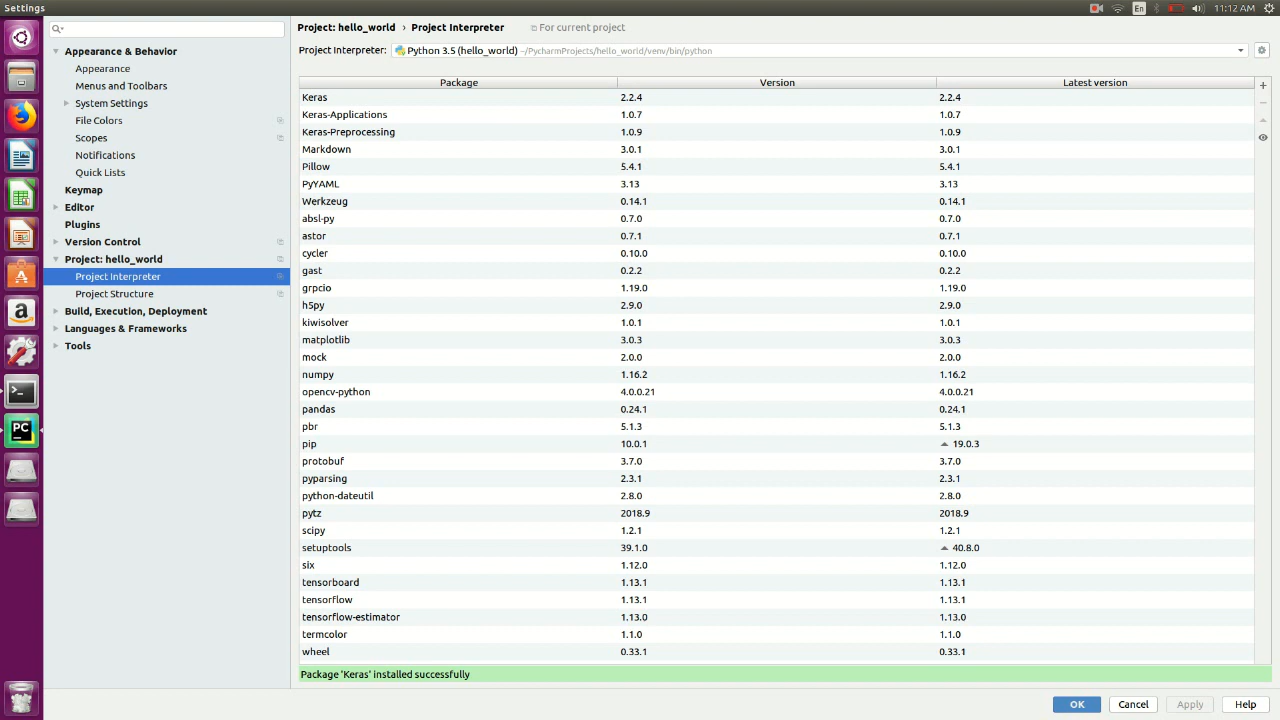 Settings
En
11:12 AM
Appearance & Behavior
Appearance
Menus and Toolbars
System Settings
File Colors
Scopes
Notifications
Quick Lists
Keymap
Editor
Plugins
Version Control
Project: hello_world
Project Interpreter
Project Structure
Build, Execution, Deployment
Languages & Frameworks
Tools
Project: hello_world › Project Interpreter For current project
Project Interpreter: Python 3.5 (hello_world) ~/PycharmProjects/hello_world/venv/bin/python
Package Version Latest version
Keras 2.2.4 2.2.4
Keras-Applications 1.0.7 1.0.7
Keras-Preprocessing 1.0.9 1.0.9
Markdown 3.0.1 3.0.1
Pillow 5.4.1 5.4.1
PyYAML 3.13 3.13
Werkzeug 0.14.1 0.14.1
absl-py 0.7.0 0.7.0
astor 0.7.1 0.7.1
cycler 0.10.0 0.10.0
gast 0.2.2 0.2.2
grpcio 1.19.0 1.19.0
h5py 2.9.0 2.9.0
kiwisolver 1.0.1 1.0.1
matplotlib 3.0.3 3.0.3
mock 2.0.0 2.0.0
numpy 1.16.2 1.16.2
opencv-python 4.0.0.21 4.0.0.21
pandas 0.24.1 0.24.1
pbr 5.1.3 5.1.3
pip 10.0.1 19.0.3
protobuf 3.7.0 3.7.0
pyparsing 2.3.1 2.3.1
python-dateutil 2.8.0 2.8.0
pytz 2018.9 2018.9
scipy 1.2.1 1.2.1
setuptools 39.1.0 40.8.0
six 1.12.0 1.12.0
tensorboard 1.13.1 1.13.1
tensorflow 1.13.1 1.13.1
tensorflow-estimator 1.13.0 1.13.0
termcolor 1.1.0 1.1.0
wheel 0.33.1 0.33.1
Package 'Keras' installed successfully
OK Cancel Apply Help
PC
a